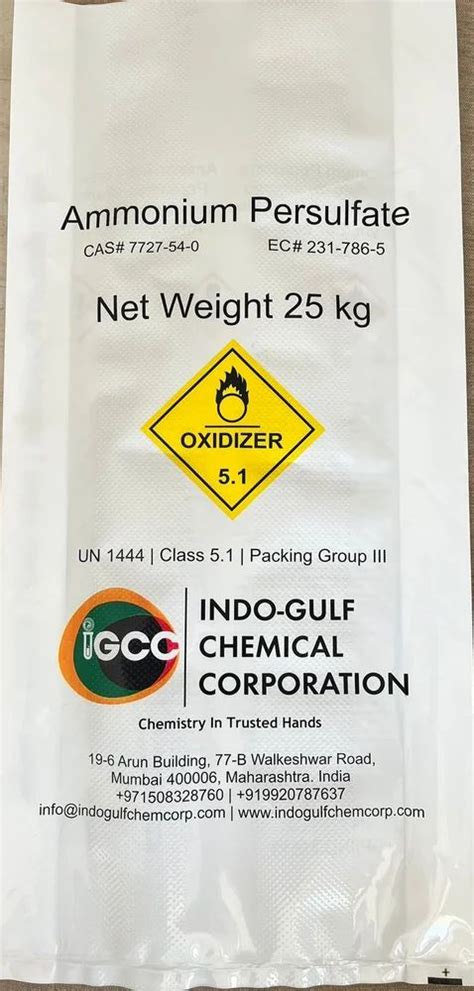 Ammonium Persulfate
CAS# 7727-54-0 EC# 231-786-5
Net Weight 25 kg
OXIDIZER
5.1
UN 1444 | Class 5.1 | Packing Group III
iGCC
INDO-GULF
CHEMICAL
CORPORATION
Chemistry In Trusted Hands
19-6 Arun Building, 77-B Walkeshwar Road,
Mumbai 400006, Maharashtra. India
+971508328760 | +919920787637
info@indogulfchemcorp.com | www.indogulfchemcorp.com